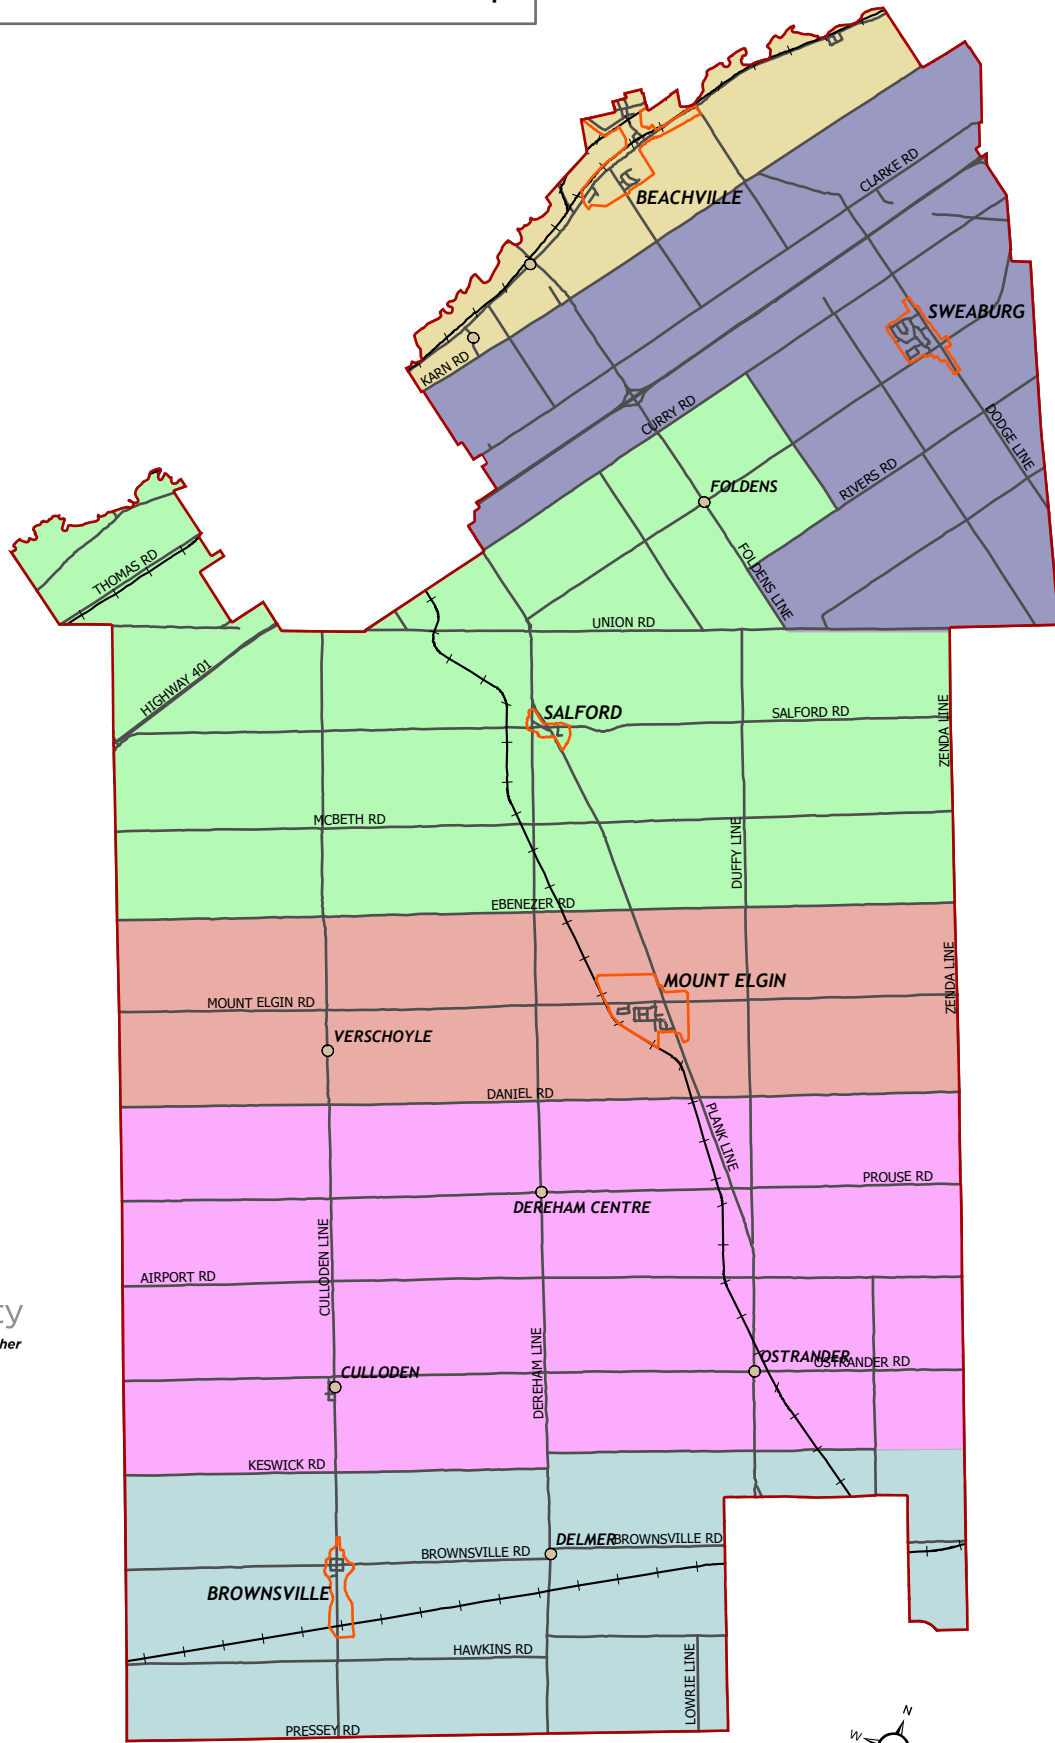 BEACHVILLE
CLARKE RD
SWEABURG
KARN RD
CURRY RD
DODGE LINE
RIVERS RD
FOLDENS
FOLDENS LINE
THOMAS RD
UNION RD
HIGHWAY 401
SALFORD
SALFORD RD
ZENDA LINE
MCBETH RD
DUFFY LINE
EBENEZER RD
MOUNT ELGIN
ZENDA LINE
MOUNT ELGIN RD
VERSCHOYLE
DANIEL RD
PLANK LINE
PROUSE RD
DEREHAM CENTRE
CULLODEN LINE
AIRPORT RD
ty
her
DEREHAM LINE
OSTRANDER
OSTRANDER RD
CULLODEN
KESWICK RD
DELMER
BROWNSVILLE RD
BROWNSVILLE RD
BROWNSVILLE
HAWKINS RD
LOWRIE LINE
PRESSEY RD
N
W